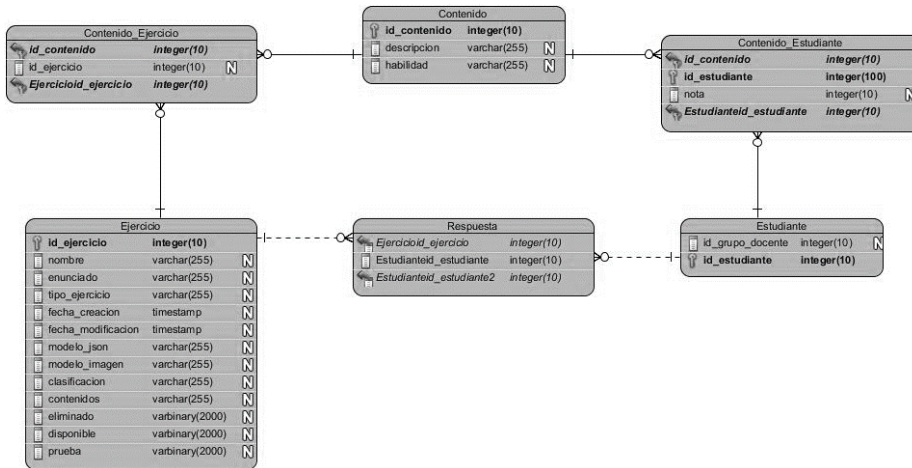 Contenido_Ejercicio
id_contenido integer(10)
id_ejercicio integer(10) N
Ejercicioid_ejercicio integer(10)
Contenido
id_contenido integer(10)
descripcion varchar(255) N
habilidad varchar(255) N
Contenido_Estudiante
id_contenido integer(10)
id_estudiante integer(100)
nota integer(10) N
Estudianteid_estudiante integer(10)
Ejercicio
id_ejercicio integer(10)
nombre varchar(255) N
enunciado varchar(255) N
tipo_ejercicio varchar(255) N
fecha_creacion timestamp N
fecha_modificacion timestamp N
modelo_json varchar(255) N
modelo_imagen varchar(255) N
clasificacion varchar(255) N
contenidos varchar(255) N
eliminado varbinary(2000) N
disponible varbinary(2000) N
prueba varbinary(2000) N
Respuesta
Ejercicioid_ejercicio integer(10)
Estudianteid_estudiante integer(10)
Estudianteid_estudiante2 integer(10)
Estudiante
id_grupo_docente integer(10) N
id_estudiante integer(10)